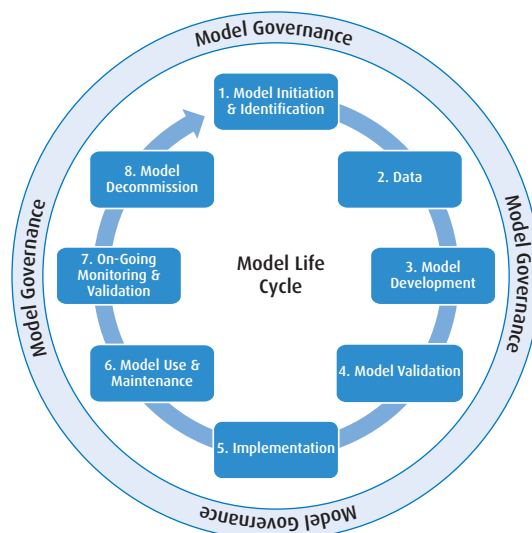 Model Governance
1. Model Initiation
& Identification
2. Data
3. Model
Development
4. Model Validation
5. Implementation
6. Model Use &
Maintenance
7. On-Going
Monitoring &
Validation
8. Model
Decommission
Model Life
Cycle
Model Governance
Model Governance
Model Governance